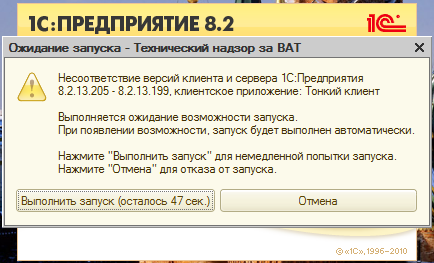 1С:ПРЕДПРИЯТИЕ 8.2
1С
Ожидание запуска - Технический надзор за ВАТ
Несоответствие версий клиента и сервера 1С:Предприятия
8.2.13.205 - 8.2.13.199, клиентское приложение: Тонкий клиент
Выполняется ожидание возможности запуска.
При появлении возможности, запуск будет выполнен автоматически.
Нажмите "Выполнить запуск" для немедленной попытки запуска.
Нажмите "Отмена" для отказа от запуска.
Выполнить запуск (осталось 47 сек.)
Отмена
© «1С», 1996–2010